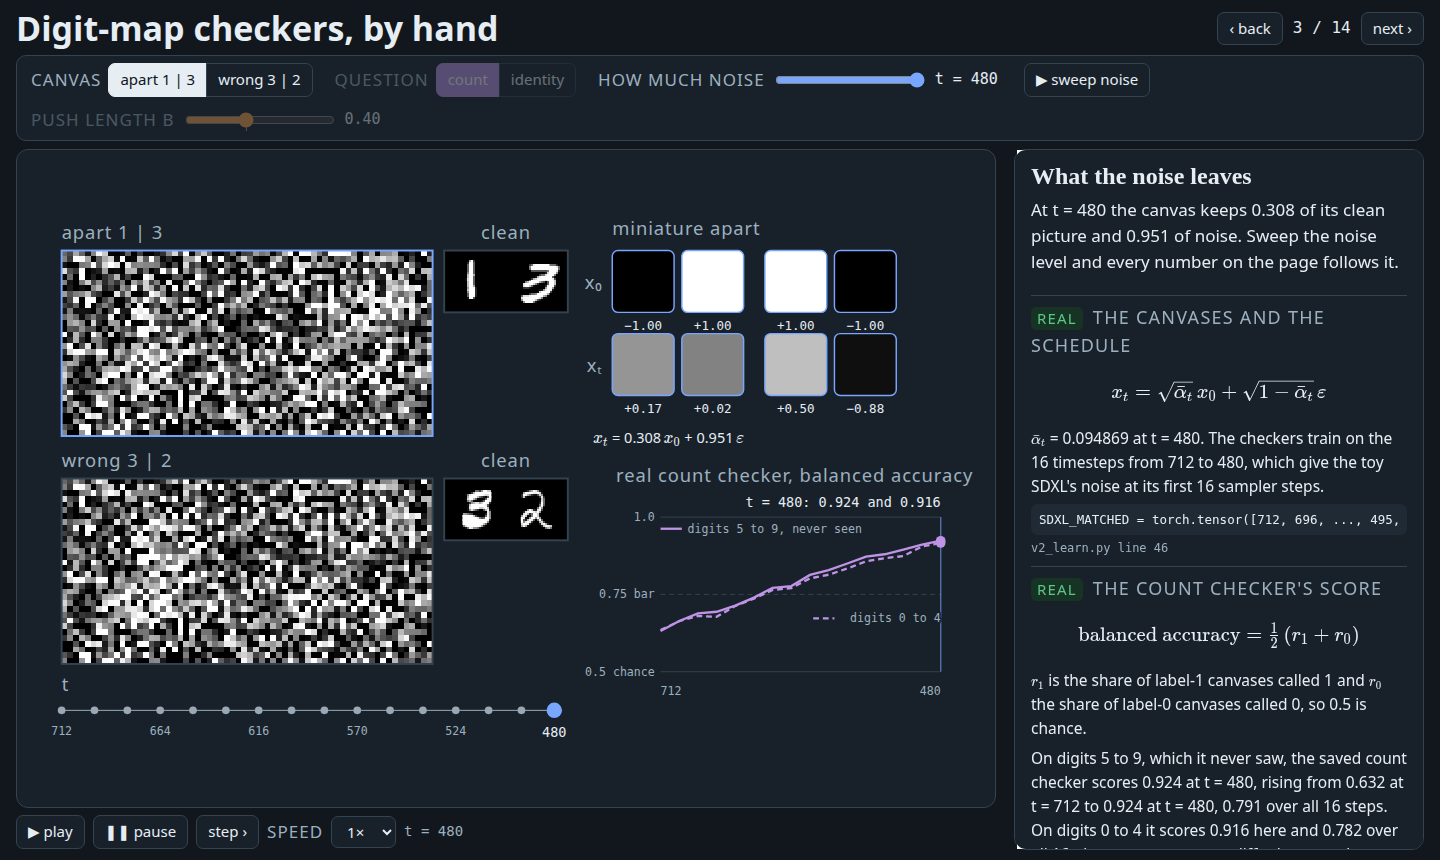 Digit-map checkers, by hand
‹ back 3 / 14 next ›
CANVAS apart 1 | 3 wrong 3 | 2 QUESTION count identity HOW MUCH NOISE t = 480 ▶ sweep noise
PUSH LENGTH B 0.40
apart 1 | 3 clean
1 3
wrong 3 | 2 clean
3 2
t
712 664 616 570 524 480
miniature apart
x₀
−1.00 +1.00 +1.00 −1.00
xₜ
+0.17 +0.02 +0.50 −0.88
xₜ = 0.308 x₀ + 0.951 ε
real count checker, balanced accuracy
t = 480: 0.924 and 0.916
1.0
digits 5 to 9, never seen
0.75 bar
digits 0 to 4
0.5 chance
712 480
▶ play ❚❚ pause step › SPEED 1× t = 480
What the noise leaves
At t = 480 the canvas keeps 0.308 of its clean
picture and 0.951 of noise. Sweep the noise
level and every number on the page follows it.
REAL THE CANVASES AND THE
SCHEDULE
xₜ = √ᾱₜ x₀ + √1 − ᾱₜ ε
ᾱₜ = 0.094869 at t = 480. The checkers train on the
16 timesteps from 712 to 480, which give the toy
SDXL's noise at its first 16 sampler steps.
SDXL_MATCHED = torch.tensor([712, 696, ..., 495,
v2_learn.py line 46
REAL THE COUNT CHECKER'S SCORE
balanced accuracy = ½ (r₁ + r₀)
r₁ is the share of label-1 canvases called 1 and r₀
the share of label-0 canvases called 0, so 0.5 is
chance.
On digits 5 to 9, which it never saw, the saved count
checker scores 0.924 at t = 480, rising from 0.632 at
t = 712 to 0.924 at t = 480, 0.791 over all 16 steps.
On digits 0 to 4 it scores 0.916 here and 0.782 over